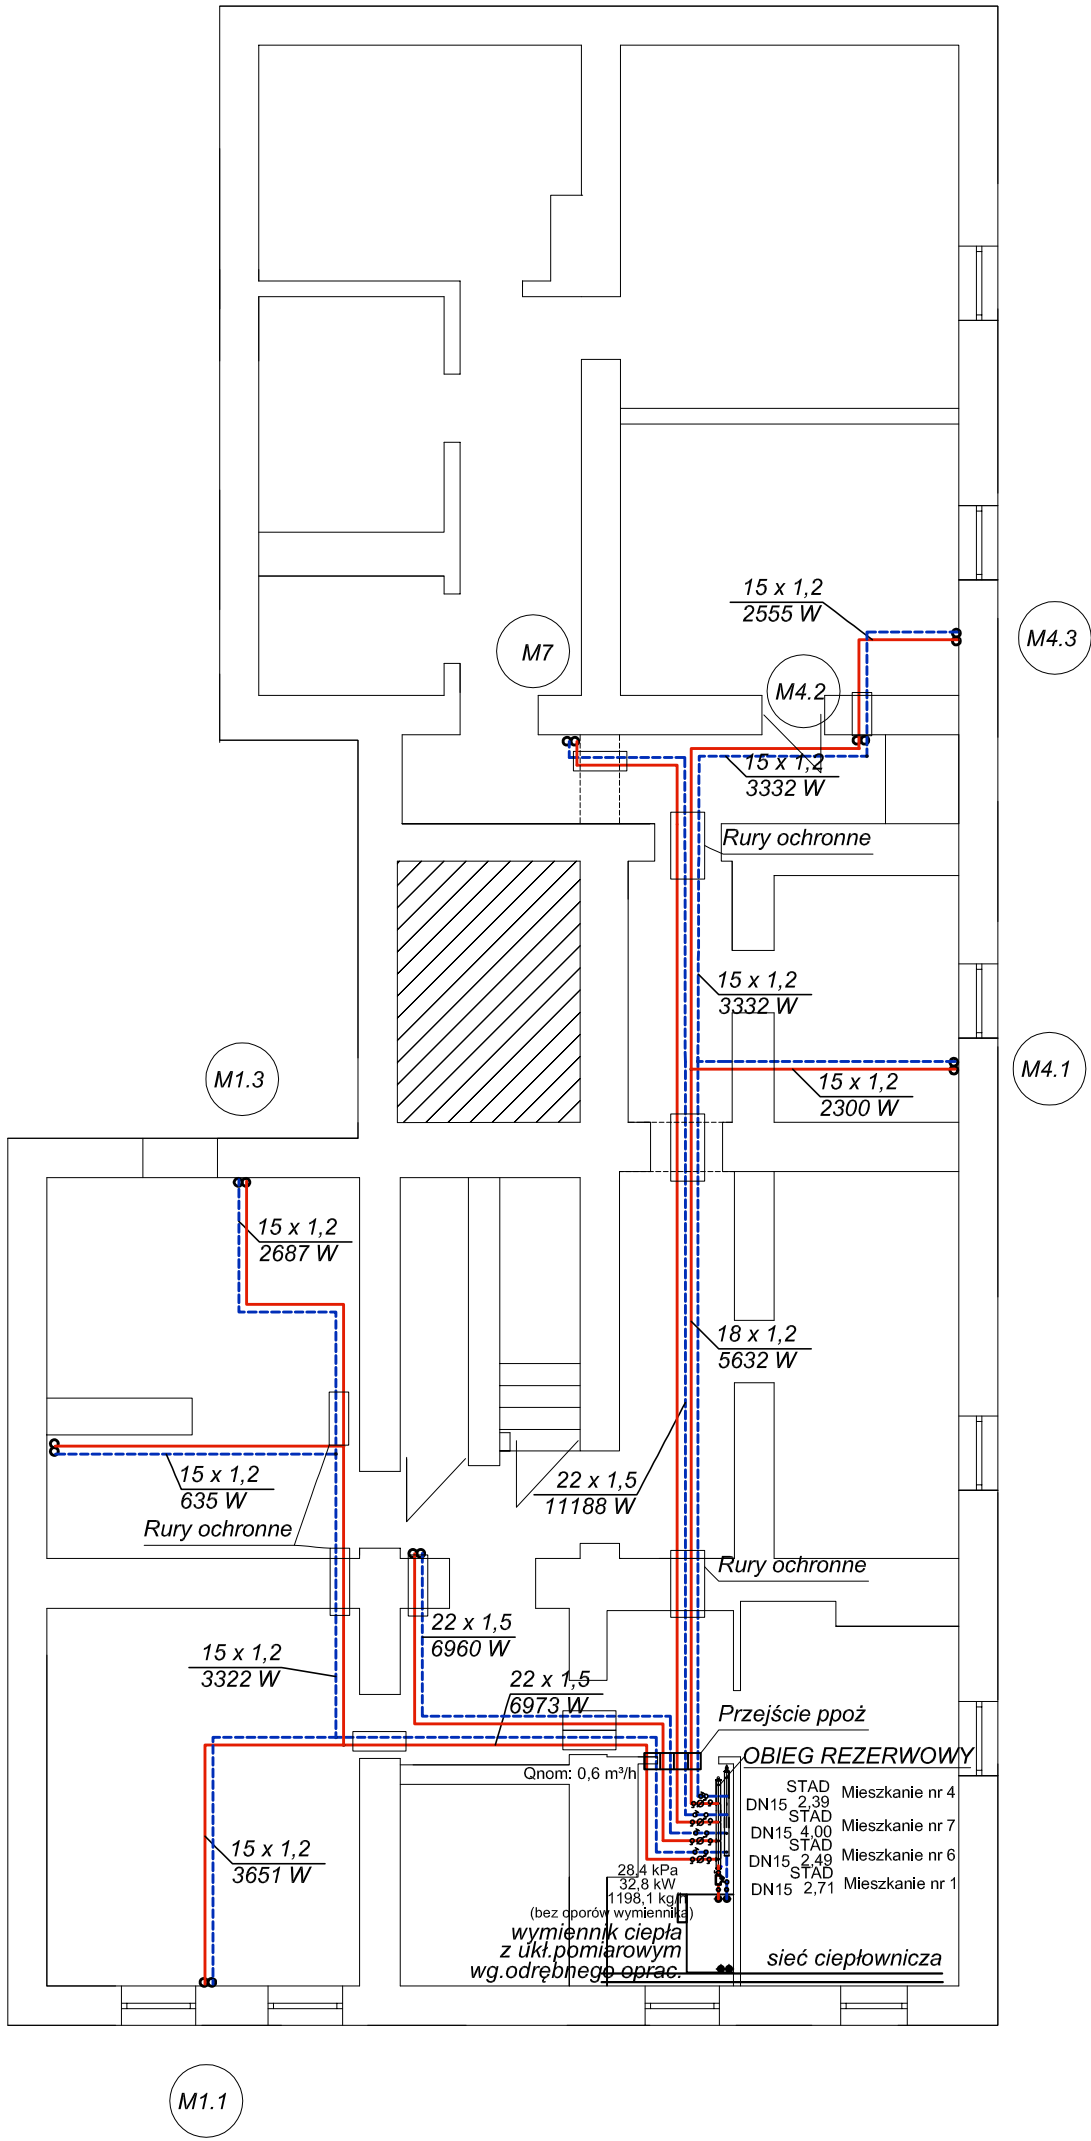 15 x 1,2
2555 W
M4.3
M7
M4.2
15 x 1,2
3332 W
Rury ochronne
15 x 1,2
3332 W
M1.3
M4.1
15 x 1,2
2300 W
15 x 1,2
2687 W
18 x 1,2
5632 W
15 x 1,2
635 W
22 x 1,5
11188 W
Rury ochronne
Rury ochronne
22 x 1,5
6960 W
15 x 1,2
3322 W
22 x 1,5
6973 W
Przejście ppoż
OBIEG REZERWOWY
Qnom: 0,6 m³/h
STAD
DN15 2,39 Mieszkanie nr 4
STAD
DN15 4,00 Mieszkanie nr 7
STAD
DN15 2,49 Mieszkanie nr 6
STAD
DN15 2,71 Mieszkanie nr 1
15 x 1,2
3651 W
28,4 kPa
32,8 kW
1198,1 kg/h
(bez oporów wymiennika)
wymiennik ciepła
z ukł.pomiarowym
wg.odrębnego oprac.
sieć ciepłownicza
M1.1